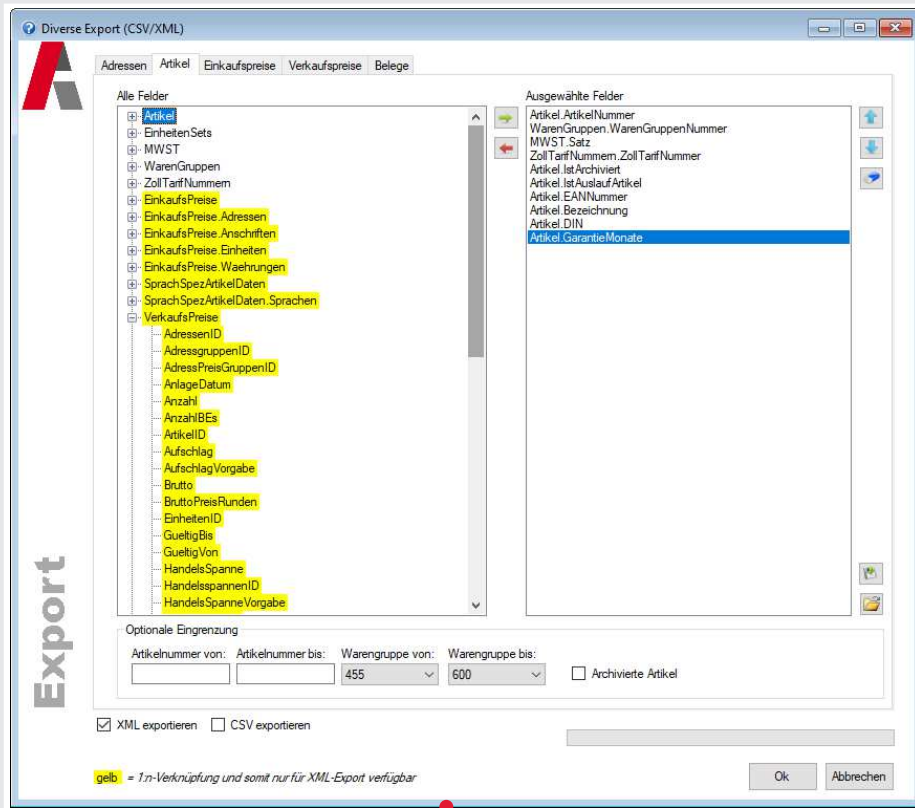 Diverse Export (CSV/XML)
Adressen Artikel Einkaufspreise Verkaufspreise Belege
Alle Felder
Artikel
EinheitenSets
MWST
WarenGruppen
ZollTarifNummern
EinkaufsPreise
EinkaufsPreise.Adressen
EinkaufsPreise.Anschriften
EinkaufsPreise.Einheiten
EinkaufsPreise.Waehrungen
SprachSpezArtikelDaten
SprachSpezArtikelDaten.Sprachen
VerkaufsPreise
AdressenID
AdressgruppenID
AdressPreisGruppenID
AnlageDatum
Anzahl
AnzahlBEs
ArtikelID
Aufschlag
AufschlagVorgabe
Brutto
BruttoPreisRunden
EinheitenID
GueltigBis
GueltigVon
HandelsSpanne
HandelsspannenID
HandelsSpanneVorgabe
Ausgewählte Felder
Artikel.ArtikelNummer
WarenGruppen.WarenGruppenNummer
MWST.Satz
ZollTarifNummern.ZollTarifNummer
Artikel.IstArchiviert
Artikel.IstAuslaufArtikel
Artikel.EANNummer
Artikel.Bezeichnung
Artikel.DIN
Artikel.GarantieMonate
Export
Optionale Eingrenzung
Artikelnummer von: Artikelnummer bis: Warengruppe von: Warengruppe bis:
455 600 Archivierte Artikel
XML exportieren CSV exportieren
gelb = 1:n-Verknüpfung und somit nur für XML-Export verfügbar
Ok Abbrechen